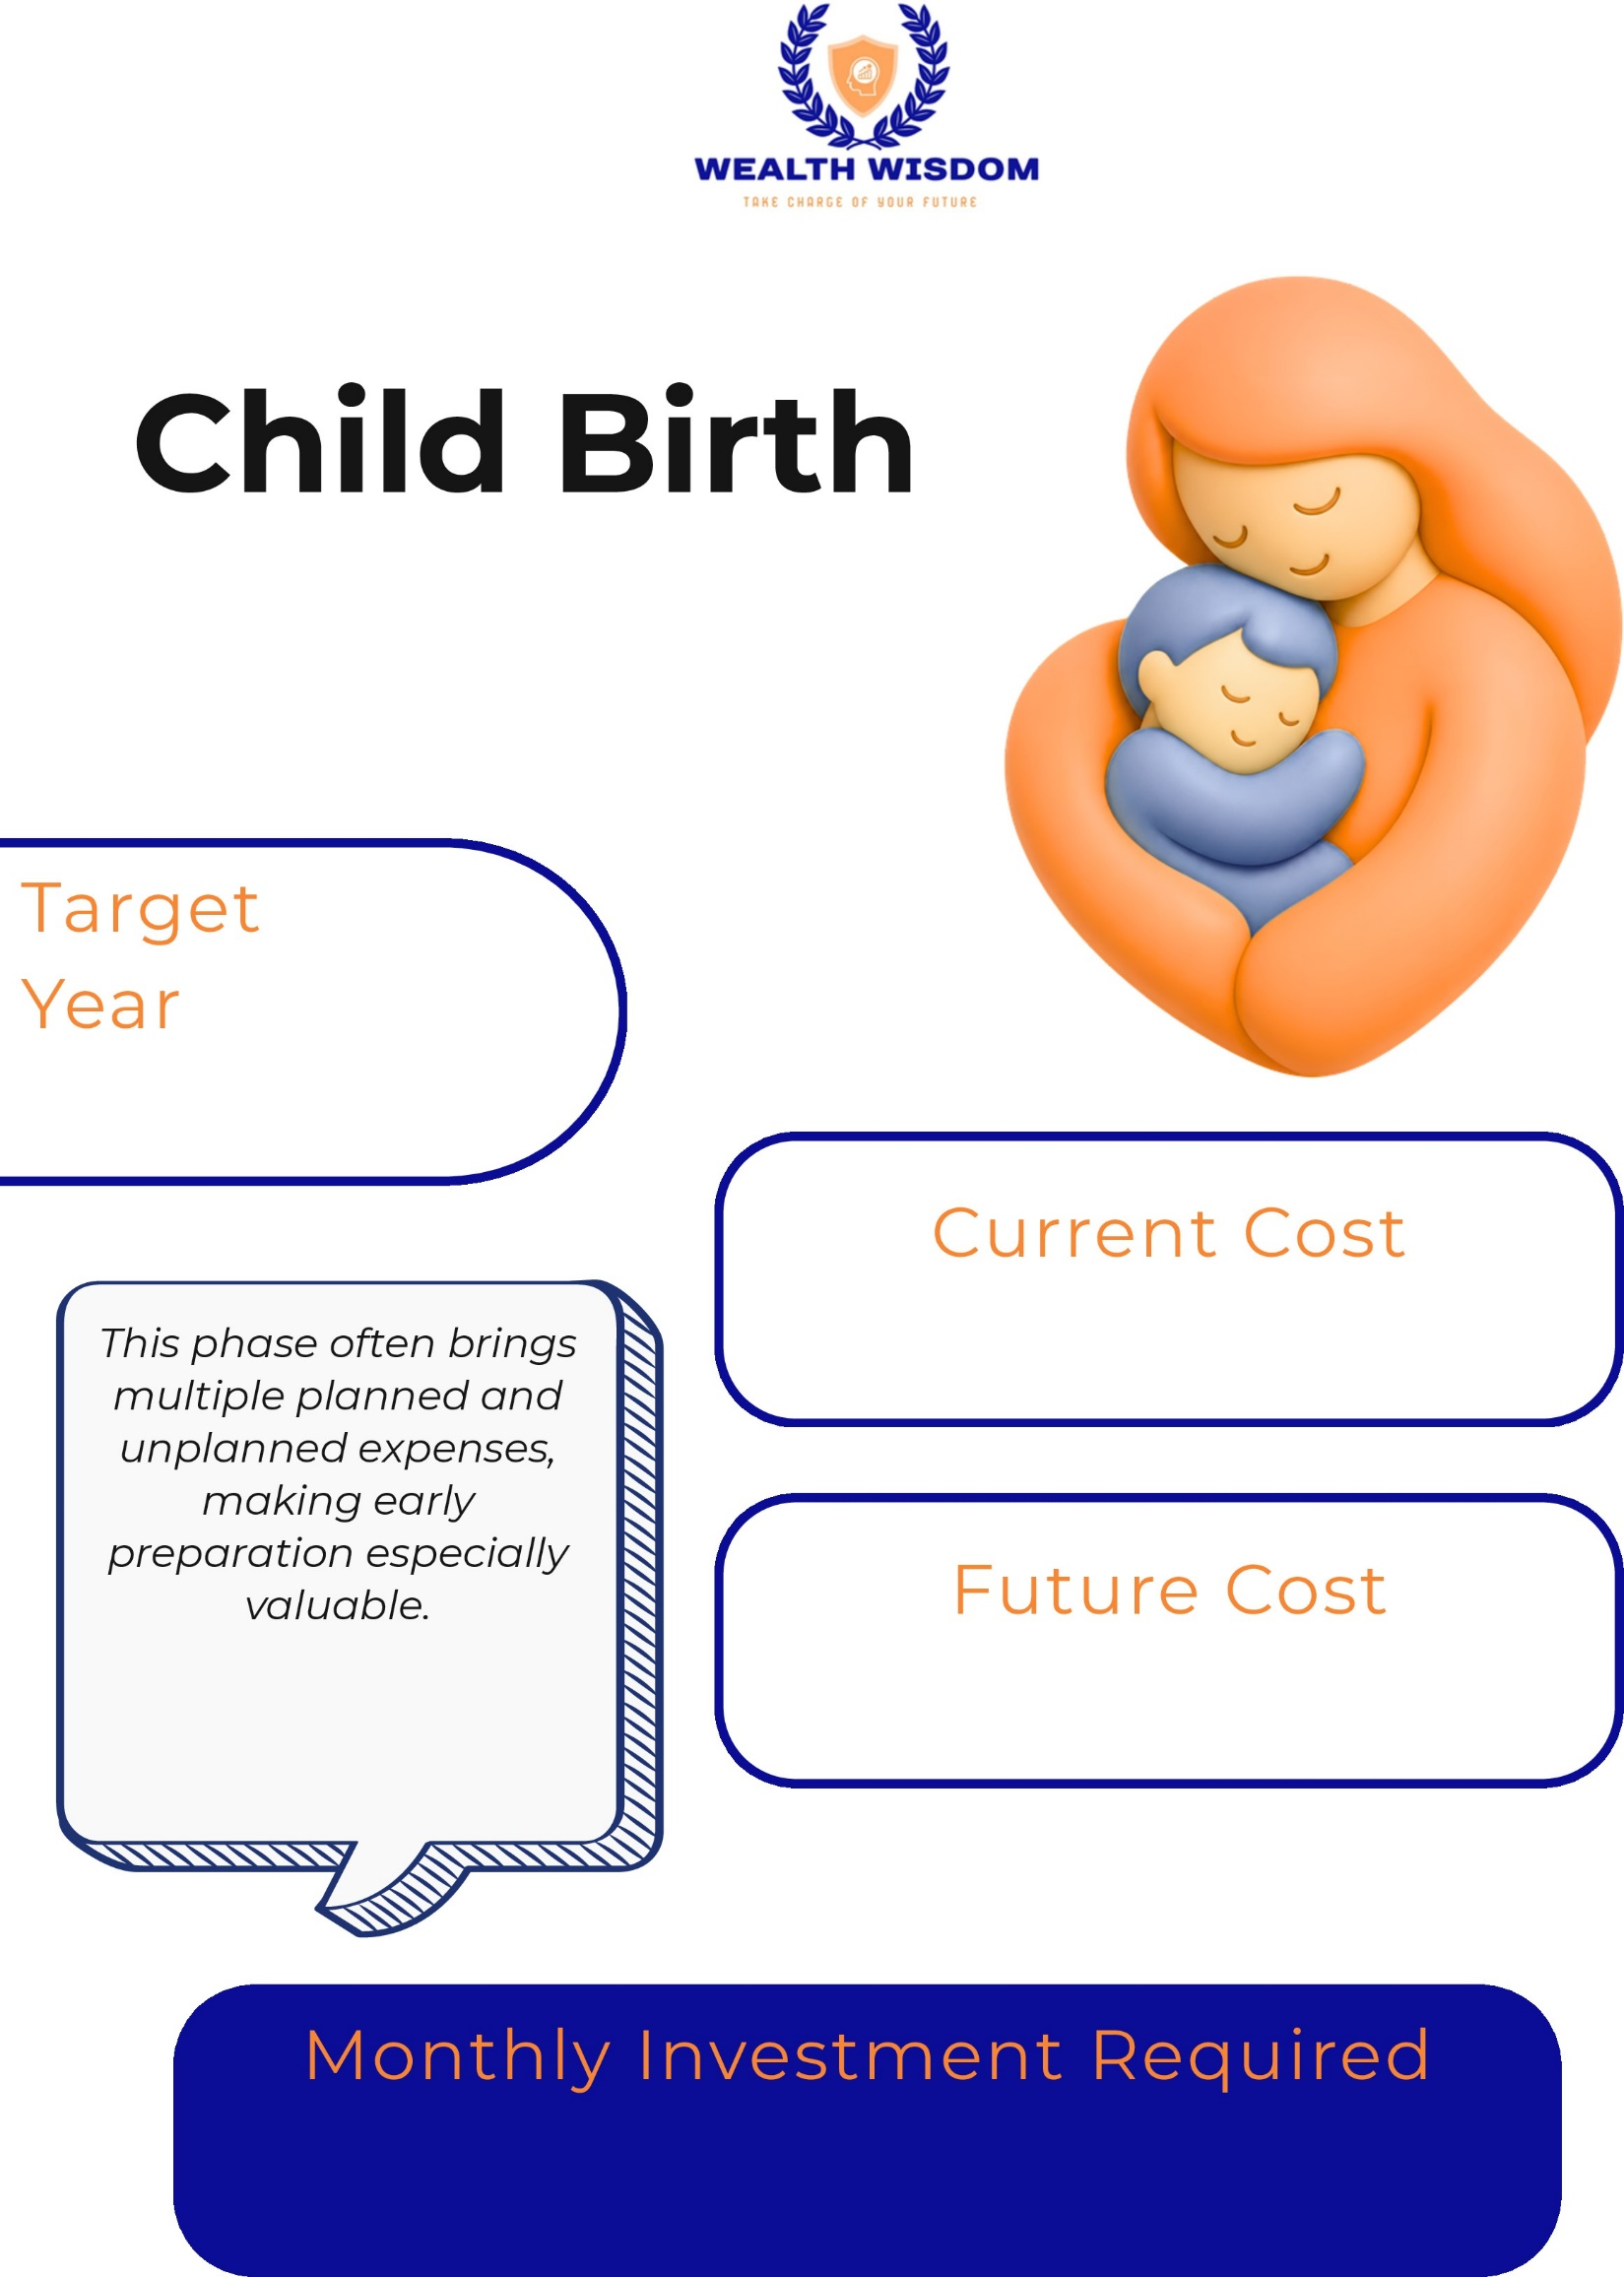 WEALTH WISDOM
TAKE CHARGE OF YOUR FUTURE
Child Birth
Target
Year
Current Cost
This phase often brings
multiple planned and
unplanned expenses,
making early
preparation especially
valuable.
Future Cost
Monthly Investment Required